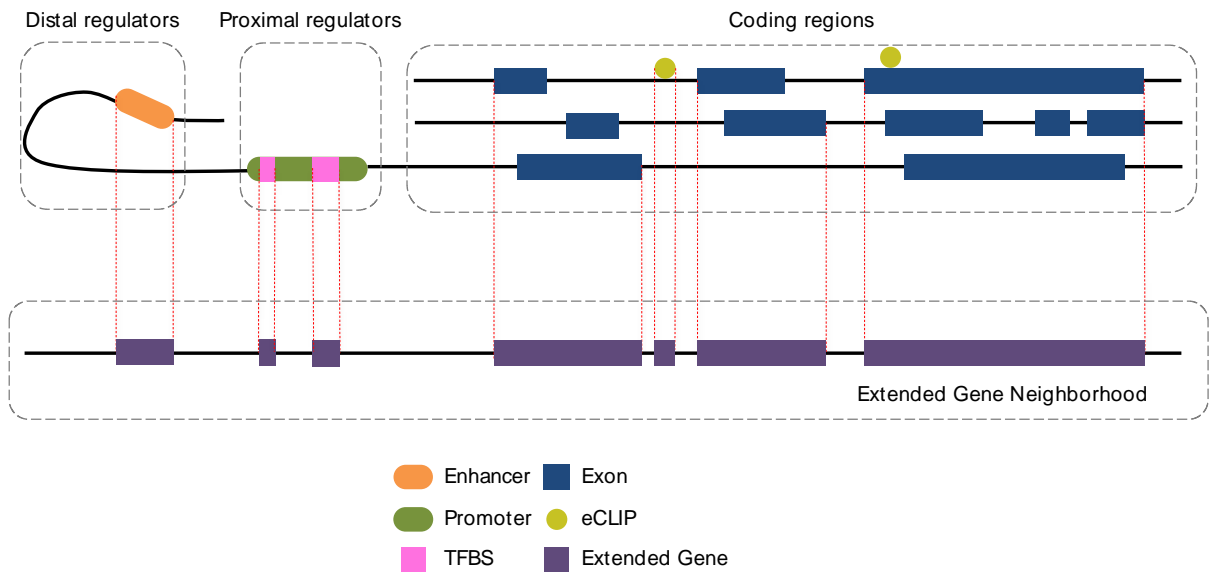 Distal regulators
Proximal regulators
Coding regions
Extended Gene Neighborhood
Enhancer
Exon
Promoter
eCLIP
TFBS
Extended Gene